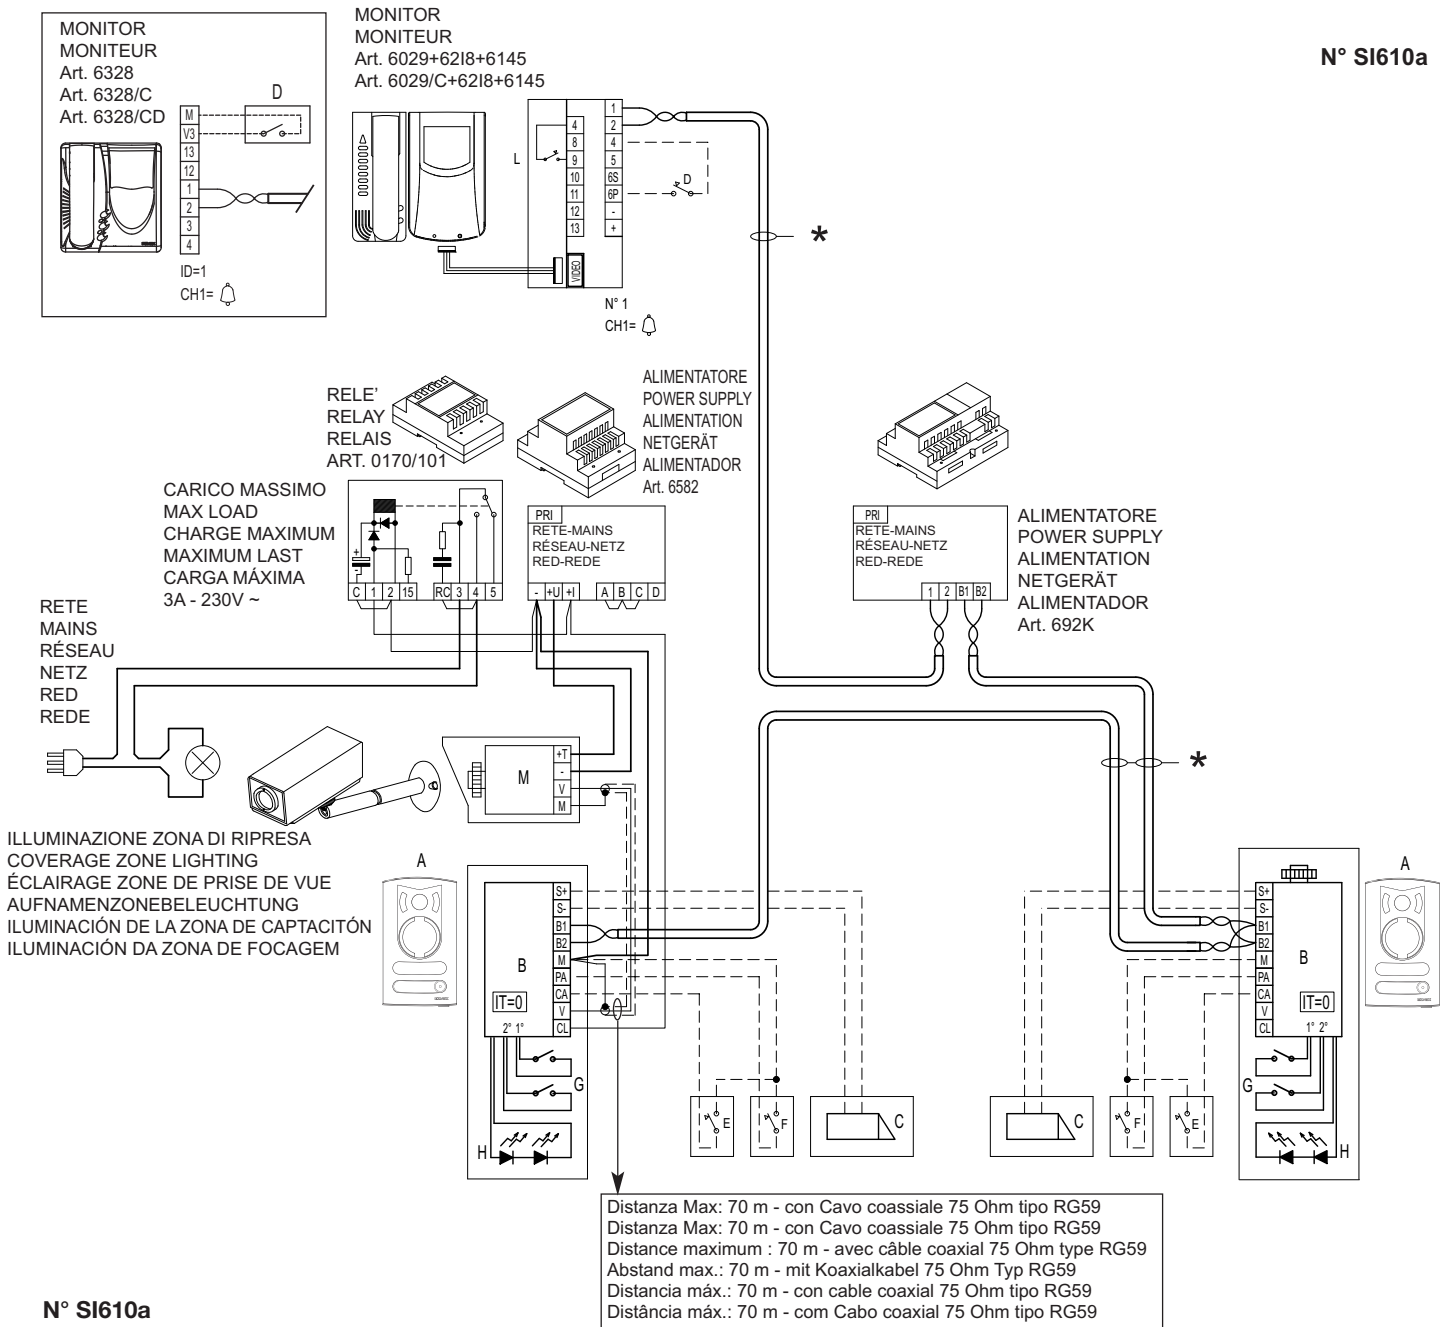 MONITOR
MONITEUR
Art. 6328
Art. 6328/C
Art. 6328/CD
D
M
V3
13
12
1
2
3
4
ID=1
CH1=
MONITOR
MONITEUR
Art. 6029+62I8+6145
Art. 6029/C+62I8+6145
L
4
8
9
10
11
12
13
1
2
4
5
6S
6P
-
+
D
VIDEO
N° 1
CH1=
N° SI610a
*
RELE'
RELAY
RELAIS
ART. 0170/101
ALIMENTATORE
POWER SUPPLY
ALIMENTATION
NETGERÄT
ALIMENTADOR
Art. 6582
CARICO MASSIMO
MAX LOAD
CHARGE MAXIMUM
MAXIMUM LAST
CARGA MÁXIMA
3A - 230V ~
+
-
C 1 2 15 RC 3 4 5
PRI
RETE-MAINS
RÉSEAU-NETZ
RED-REDE
- +U +I A B C D
PRI
RETE-MAINS
RÉSEAU-NETZ
RED-REDE
1 2 B1 B2
ALIMENTATORE
POWER SUPPLY
ALIMENTATION
NETGERÄT
ALIMENTADOR
Art. 692K
RETE
MAINS
RÉSEAU
NETZ
RED
REDE
M
+T
-
V
M
*
ILLUMINAZIONE ZONA DI RIPRESA
COVERAGE ZONE LIGHTING
ÉCLAIRAGE ZONE DE PRISE DE VUE
AUFNAMENZONEBELEUCHTUNG
ILUMINACIÓN DE LA ZONA DE CAPTACITÓN
ILUMINACIÓN DA ZONA DE FOCAGEM
A
B
IT=0
2° 1°
S+
S-
B1
B2
M
PA
CA
V
CL
G
H
E
F
C
C
F
E
S+
S-
B1
B2
M
PA
CA
V
CL
B
IT=0
1° 2°
G
H
A
Distanza Max: 70 m - con Cavo coassiale 75 Ohm tipo RG59
Distanza Max: 70 m - con Cavo coassiale 75 Ohm tipo RG59
Distance maximum : 70 m - avec câble coaxial 75 Ohm type RG59
Abstand max.: 70 m - mit Koaxialkabel 75 Ohm Typ RG59
Distancia máx.: 70 m - con cable coaxial 75 Ohm tipo RG59
Distância máx.: 70 m - com Cabo coaxial 75 Ohm tipo RG59
N° SI610a